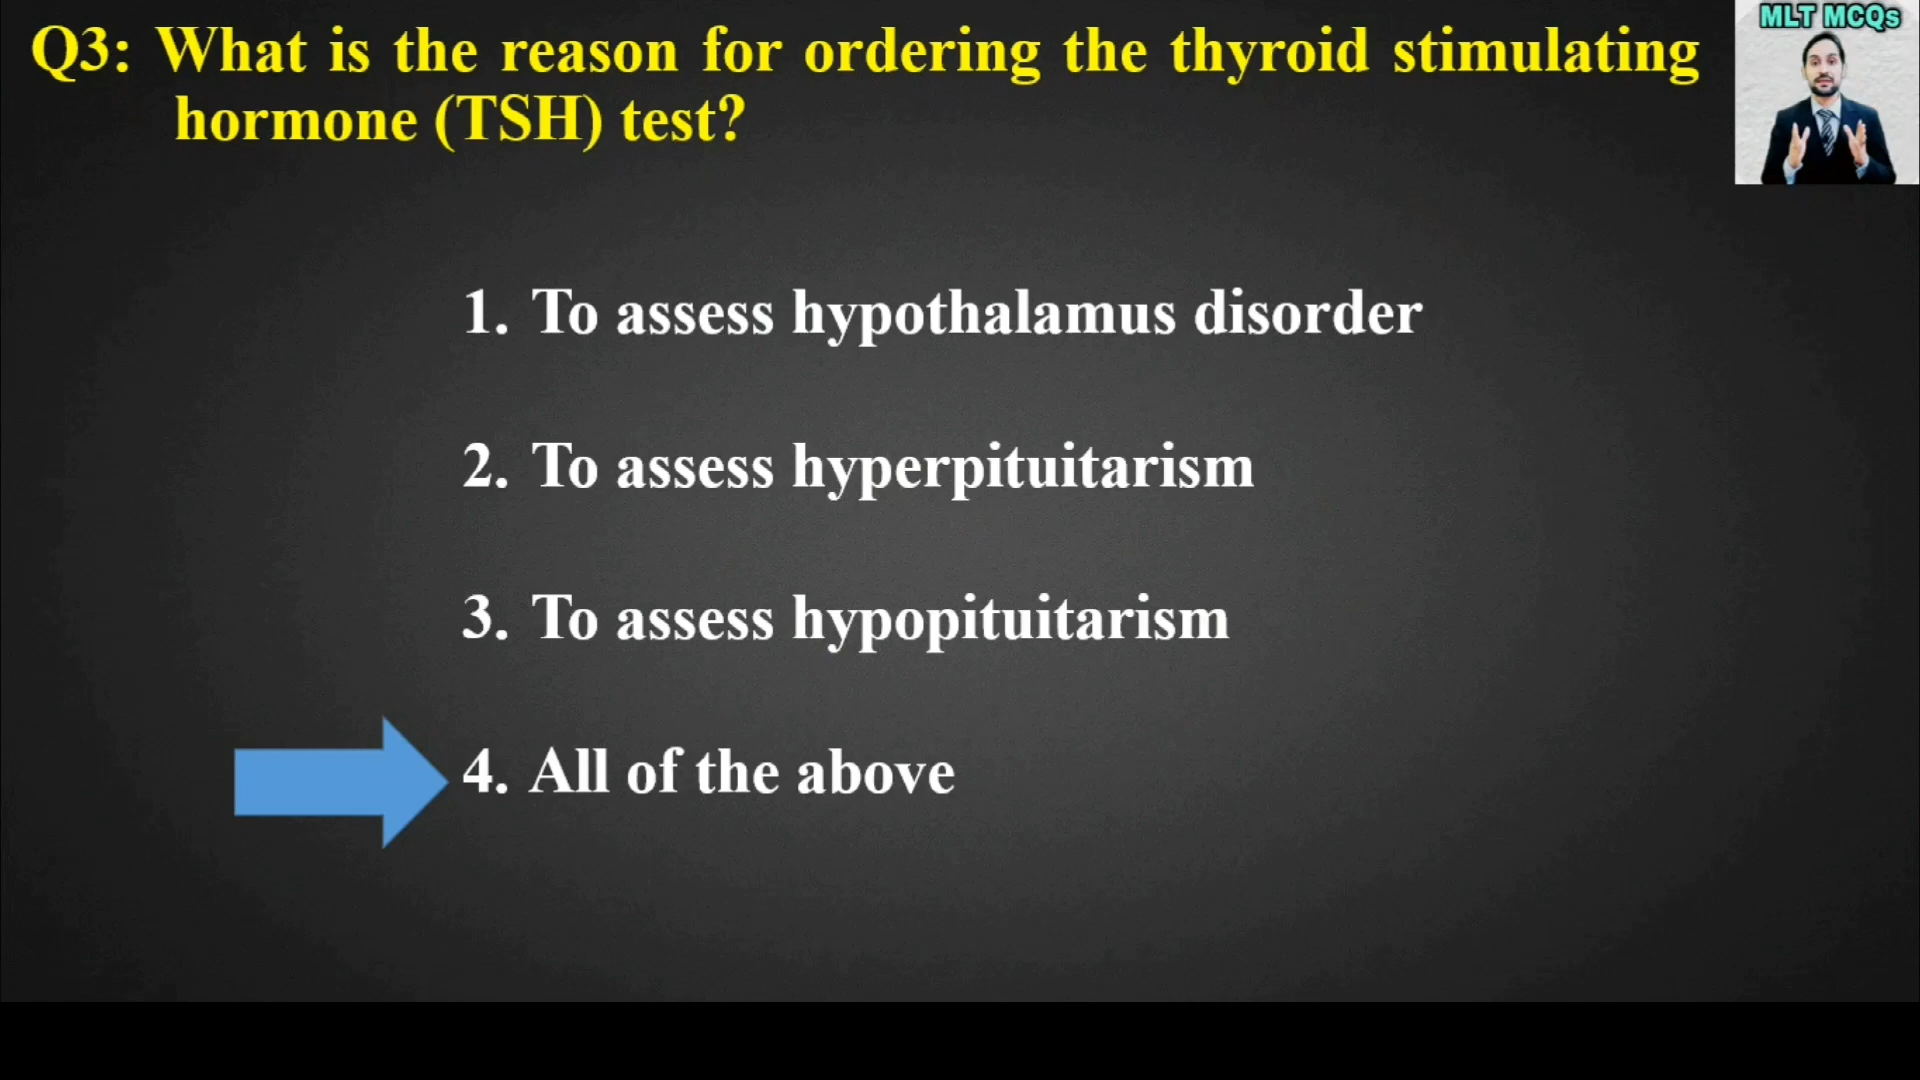 Q3: What is the reason for ordering the thyroid stimulating
hormone (TSH) test?
MLT MCQs
1. To assess hypothalamus disorder
2. To assess hyperpituitarism
3. To assess hypopituitarism
4. All of the above